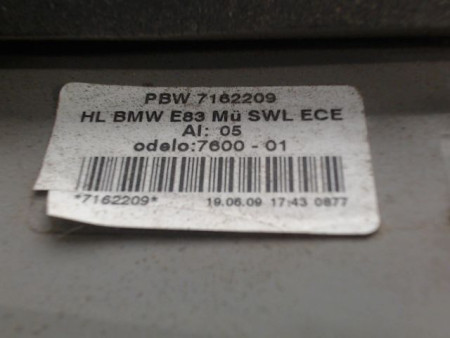 PBW 7162209
HL BMW E83 Mü SWL ECE
AI: 05
odelo:7600 - 01
*7162209* 19.06.09 17:43 0877